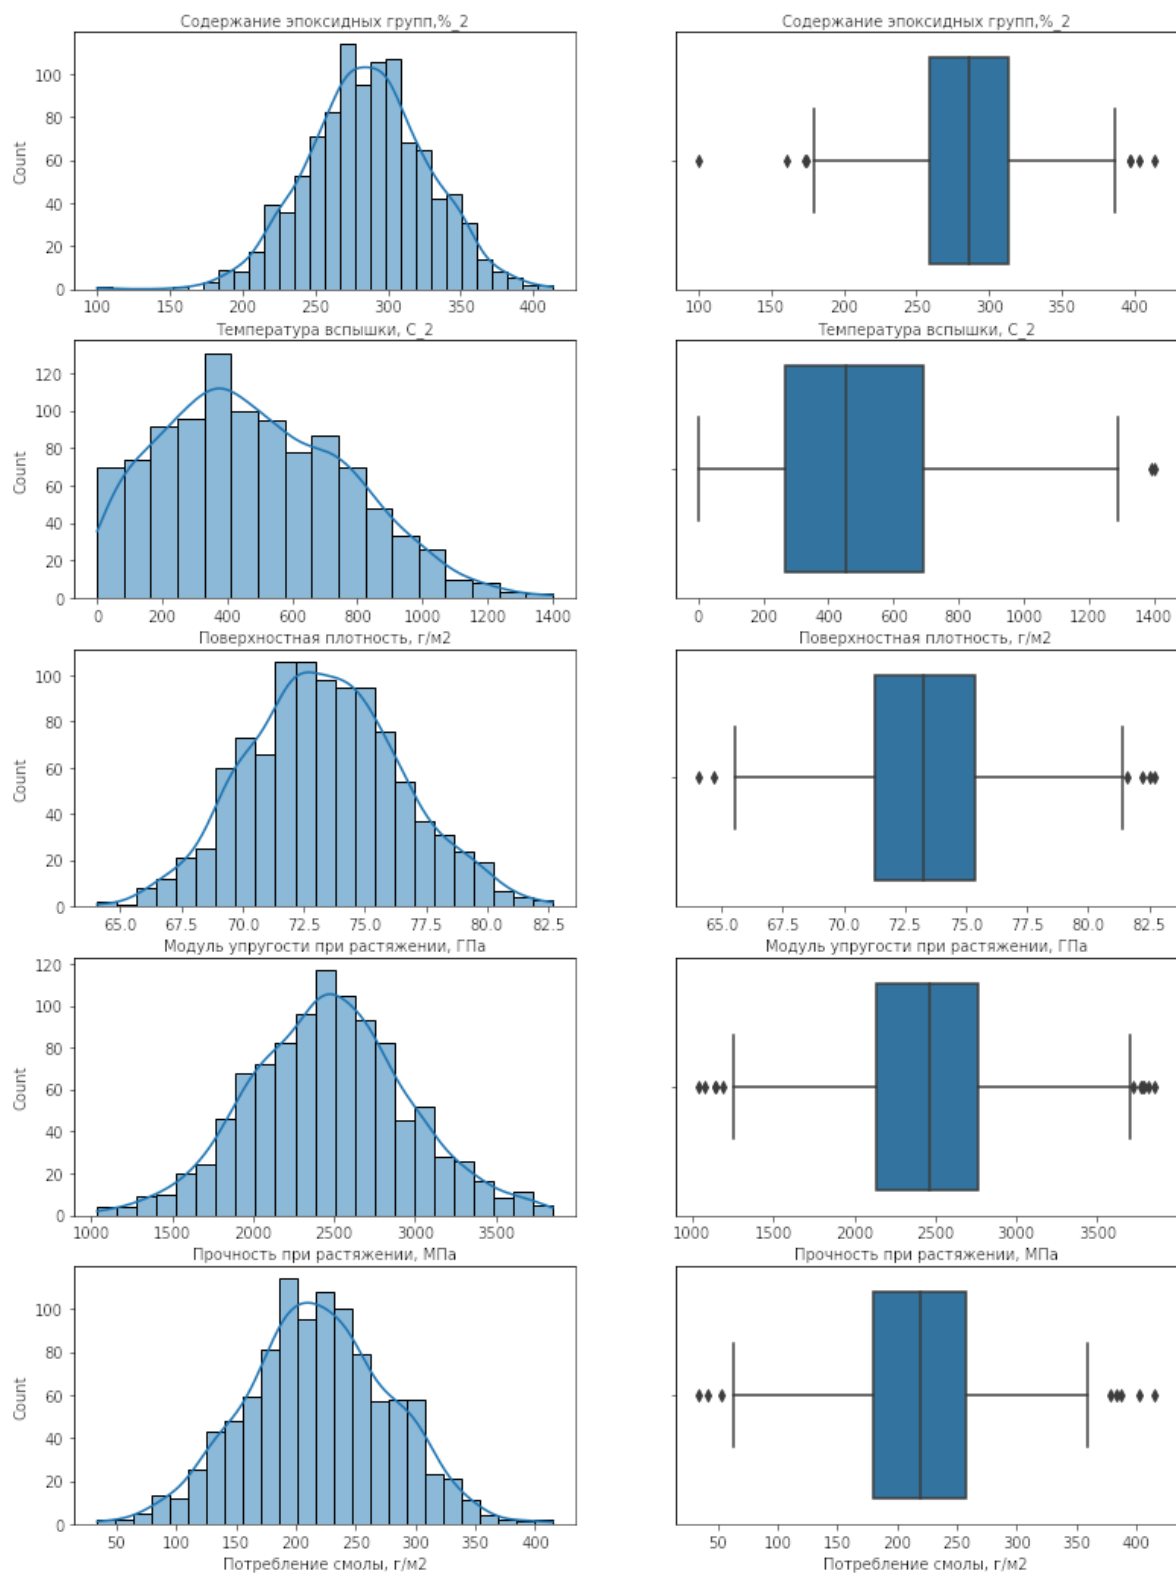 Содержание эпоксидных групп,%_2
Содержание эпоксидных групп,%_2
Count
100
80
60
40
20
0
100 150 200 250 300 350 400
100 150 200 250 300 350 400
Температура вспышки, С_2
Температура вспышки, С_2
Count
120
100
80
60
40
20
0
0 200 400 600 800 1000 1200 1400
0 200 400 600 800 1000 1200 1400
Поверхностная плотность, г/м2
Поверхностная плотность, г/м2
Count
100
80
60
40
20
0
65.0 67.5 70.0 72.5 75.0 77.5 80.0 82.5
65.0 67.5 70.0 72.5 75.0 77.5 80.0 82.5
Модуль упругости при растяжении, ГПа
Модуль упругости при растяжении, ГПа
Count
120
100
80
60
40
20
0
1000 1500 2000 2500 3000 3500
1000 1500 2000 2500 3000 3500
Прочность при растяжении, МПа
Прочность при растяжении, МПа
Count
100
80
60
40
20
0
50 100 150 200 250 300 350 400
50 100 150 200 250 300 350 400
Потребление смолы, г/м2
Потребление смолы, г/м2